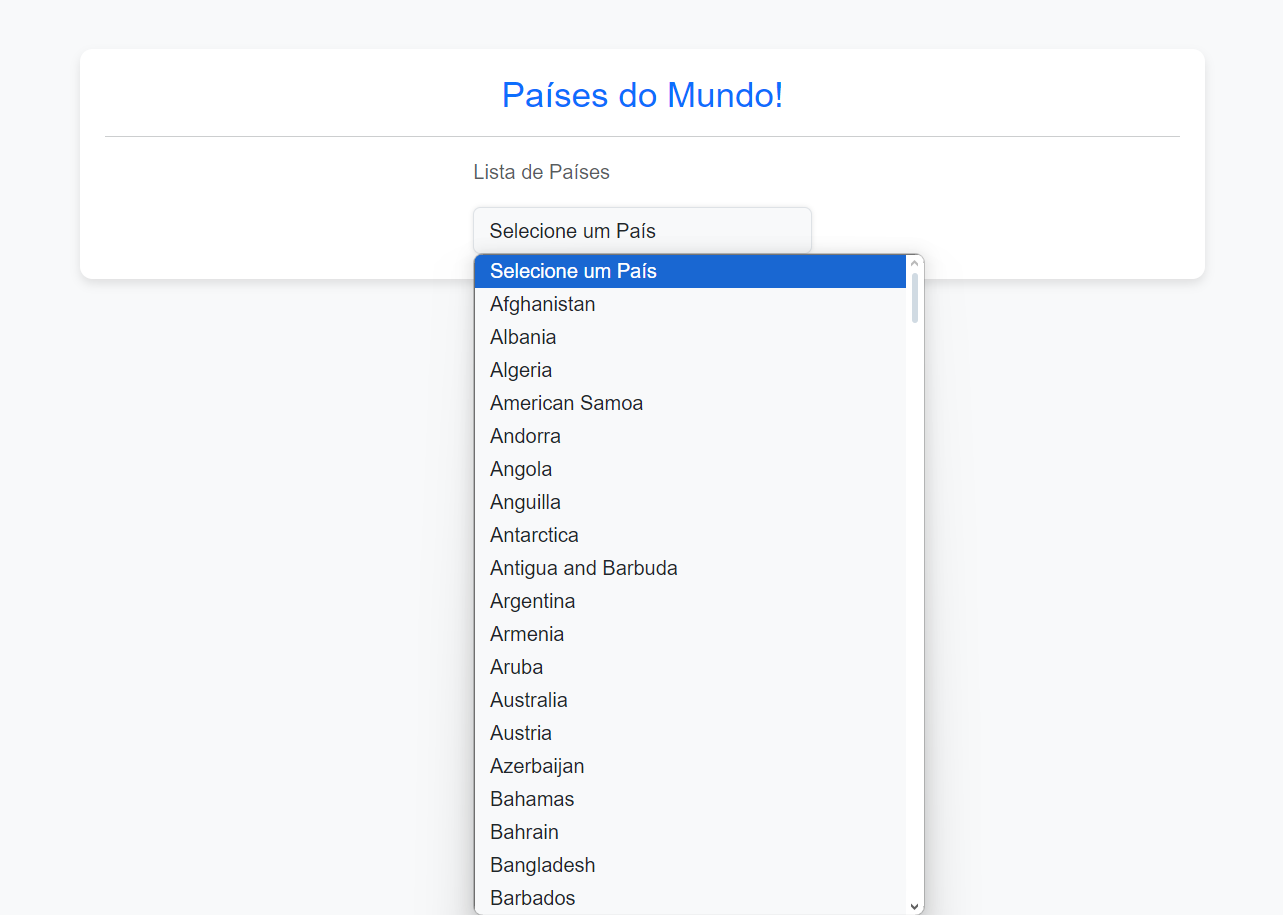 Países do Mundo!
Lista de Países
Selecione um País
Selecione um País
Afghanistan
Albania
Algeria
American Samoa
Andorra
Angola
Anguilla
Antarctica
Antigua and Barbuda
Argentina
Armenia
Aruba
Australia
Austria
Azerbaijan
Bahamas
Bahrain
Bangladesh
Barbados